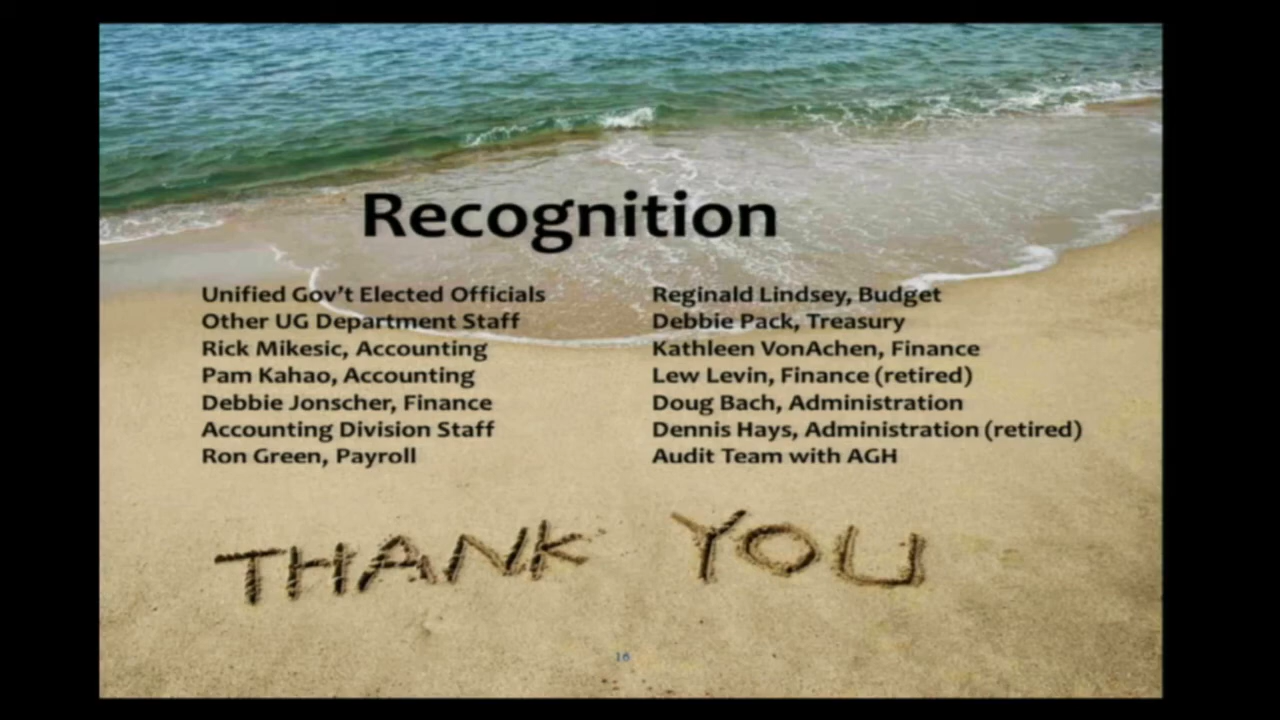 Recognition
Unified Gov't Elected Officials
Other UG Department Staff
Rick Mikesic, Accounting
Pam Kahao, Accounting
Debbie Jonscher, Finance
Accounting Division Staff
Ron Green, Payroll
Reginald Lindsey, Budget
Debbie Pack, Treasury
Kathleen VonAchen, Finance
Lew Levin, Finance (retired)
Doug Bach, Administration
Dennis Hays, Administration (retired)
Audit Team with AGH
THANK YOU
16